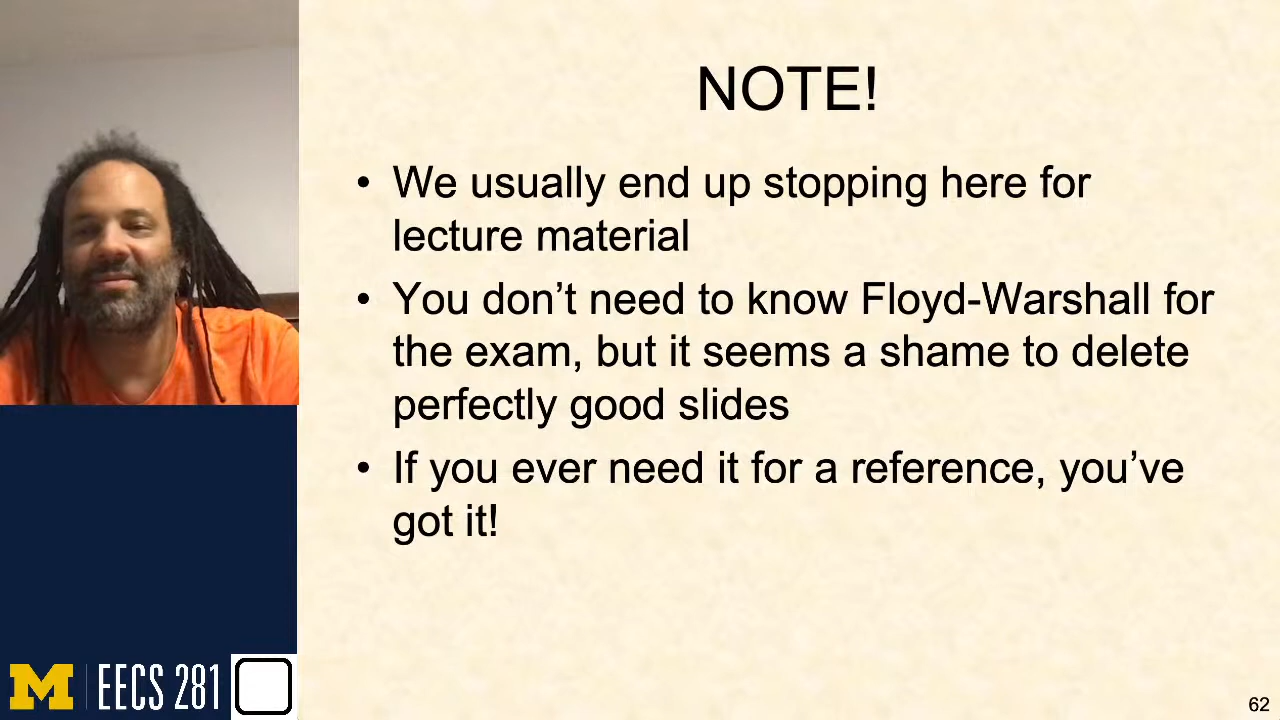 NOTE!
• We usually end up stopping here for
lecture material
• You don’t need to know Floyd-Warshall for
the exam, but it seems a shame to delete
perfectly good slides
• If you ever need it for a reference, you’ve
got it!
M | EECS 281
62